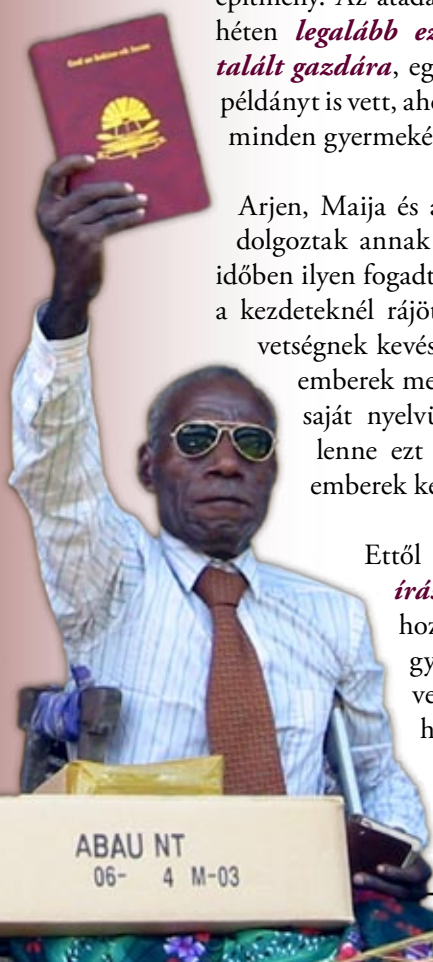 építmény. Az átadá
héten legalább ez
talált gazdára, eg
példányt is vett, aho
minden gyermeké
Arjen, Maija és a
dolgoztak annak
időben ilyen fogadt
a kezdeteknél rájöt
vetségnek kevés
emberek me
saját nyelvü
lenne ezt
emberek ke
Ettől
írás
hoz
gy
ve
h
ABAU NT
06- 4 M-03